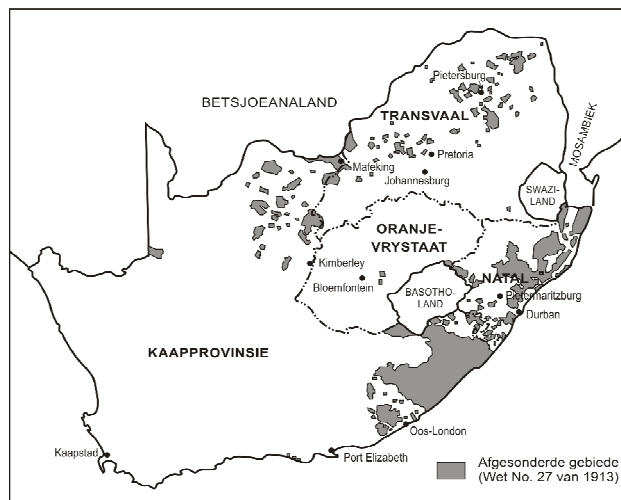 Pietersburg
BETSJOEANALAND
TRANSVAAL
MOSAMBIEK
Pretoria
Mafeking
Johannesburg
SWAZI-
LAND
ORANJE-
VRYSTAAT
Kimberley
NATAL
Bloemfontein
BASOTHO-
LAND
Pietermaritzburg
Durban
KAAPPROVINSIE
Oos-Londen
Kaapstad
Port Elizabeth
Afgesonderde gebiede
(Wet No. 27 van 1913)